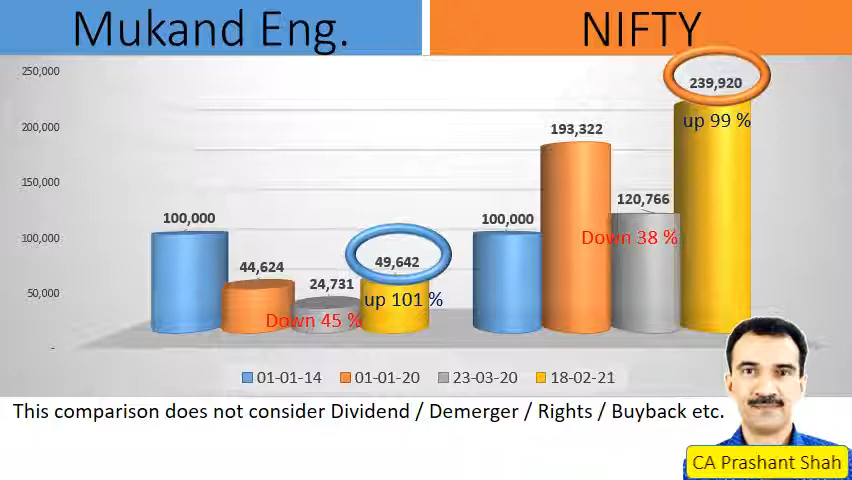 Mukand Eng.
NIFTY
250,000
200,000
150,000
100,000
50,000
-
100,000
44,624
24,731
49,642
Down 45 %
up 101 %
100,000
193,322
120,766
239,920
Down 38 %
up 99 %
01-01-14 01-01-20 23-03-20 18-02-21
This comparison does not consider Dividend / Demerger / Rights / Buyback etc.
CA Prashant Shah